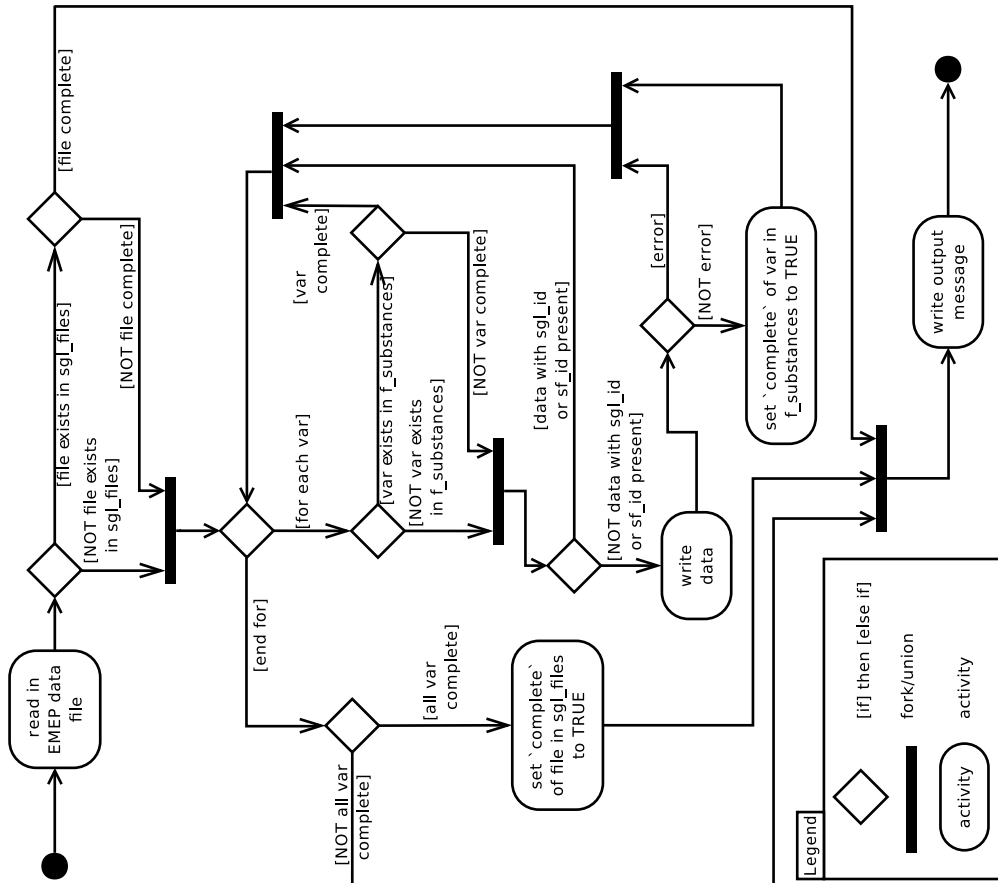 read in
EMEP data
file
[file exists in sgl_files]
[NOT file exists
in sgl_files]
[file complete]
[NOT file complete]
[for each var]
[end for]
[var exists in f_substances]
[NOT var exists
in f_substances]
[var
complete]
[NOT var complete]
[data with sgl_id
or sf_id present]
[NOT data with sgl_id
or sf_id present]
write
data
[error]
[NOT error]
set `complete` of var in
f_substances to TRUE
[all var
complete]
[NOT all var
complete]
set `complete`
of file in sgl_files
to TRUE
write output
message
Legend
[if] then [else if]
fork/union
activity
activity